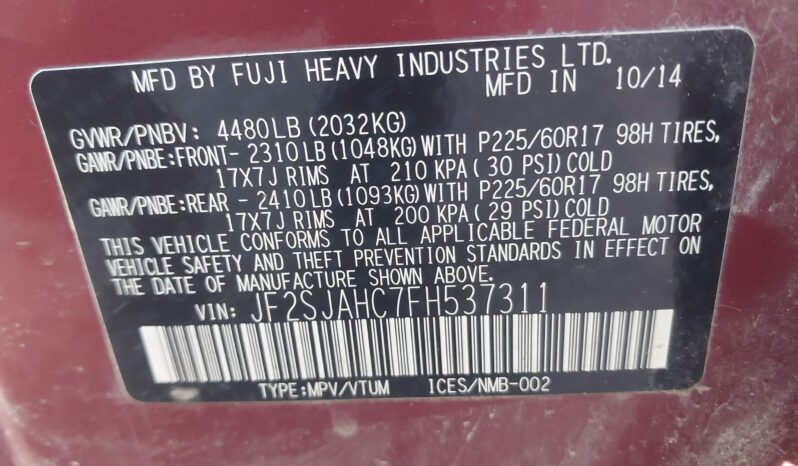 MFD BY FUJI HEAVY INDUSTRIES LTD.
MFD IN 10/14
GVWR/PNBV: 4480LB (2032KG)
GAWR/PNBE:FRONT- 2310 LB (1048KG) WITH P225/60R17 98H TIRES,
17X7J RIMS AT 210 KPA (30 PSI) COLD
GAWR/PNBE:REAR - 2410 LB (1093KG) WITH P225/60R17 98H TIRES,
17X7J RIMS AT 200 KPA (29 PSI) COLD
THIS VEHICLE CONFORMS TO ALL APPLICABLE FEDERAL MOTOR
VEHICLE SAFETY AND THEFT PREVENTION STANDARDS IN EFFECT ON
THE DATE OF MANUFACTURE SHOWN ABOVE.
VIN: JF2SJAHC7FH537311
TYPE:MPV/VTUM ICES/NMB-002